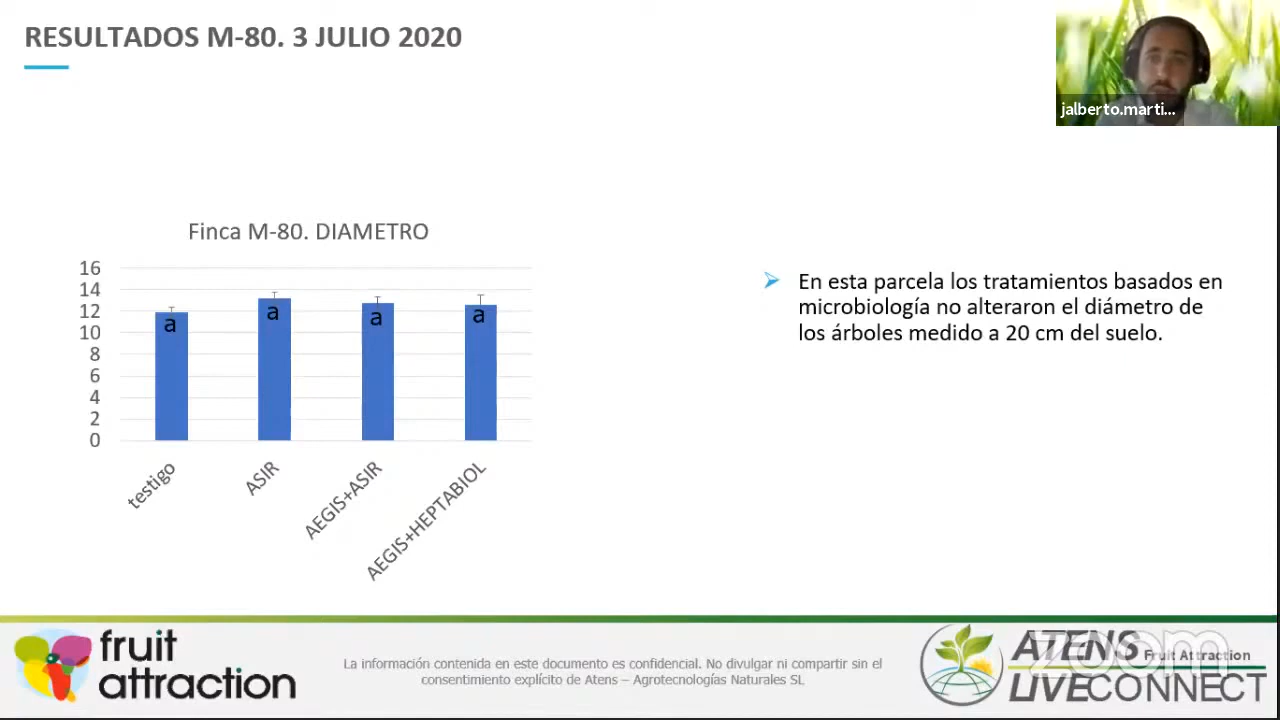 RESULTADOS M-80. 3 JULIO 2020
jalberto.marti...
Finca M-80. DIAMETRO
16
14
12
10
8
6
4
2
0
a
a
a
a
testigo
ASIR
AEGIS+ASIR
AEGIS+HEPTABIOL
En esta parcela los tratamientos basados en
microbiología no alteraron el diámetro de
los árboles medido a 20 cm del suelo.
fruit
attraction
La información contenida en este documento es confidencial. No divulgar ni compartir sin el
consentimiento explícito de Atens – Agrotecnologías Naturales SL
ATENS Fruit Attraction
LIVECONNECT
zoom